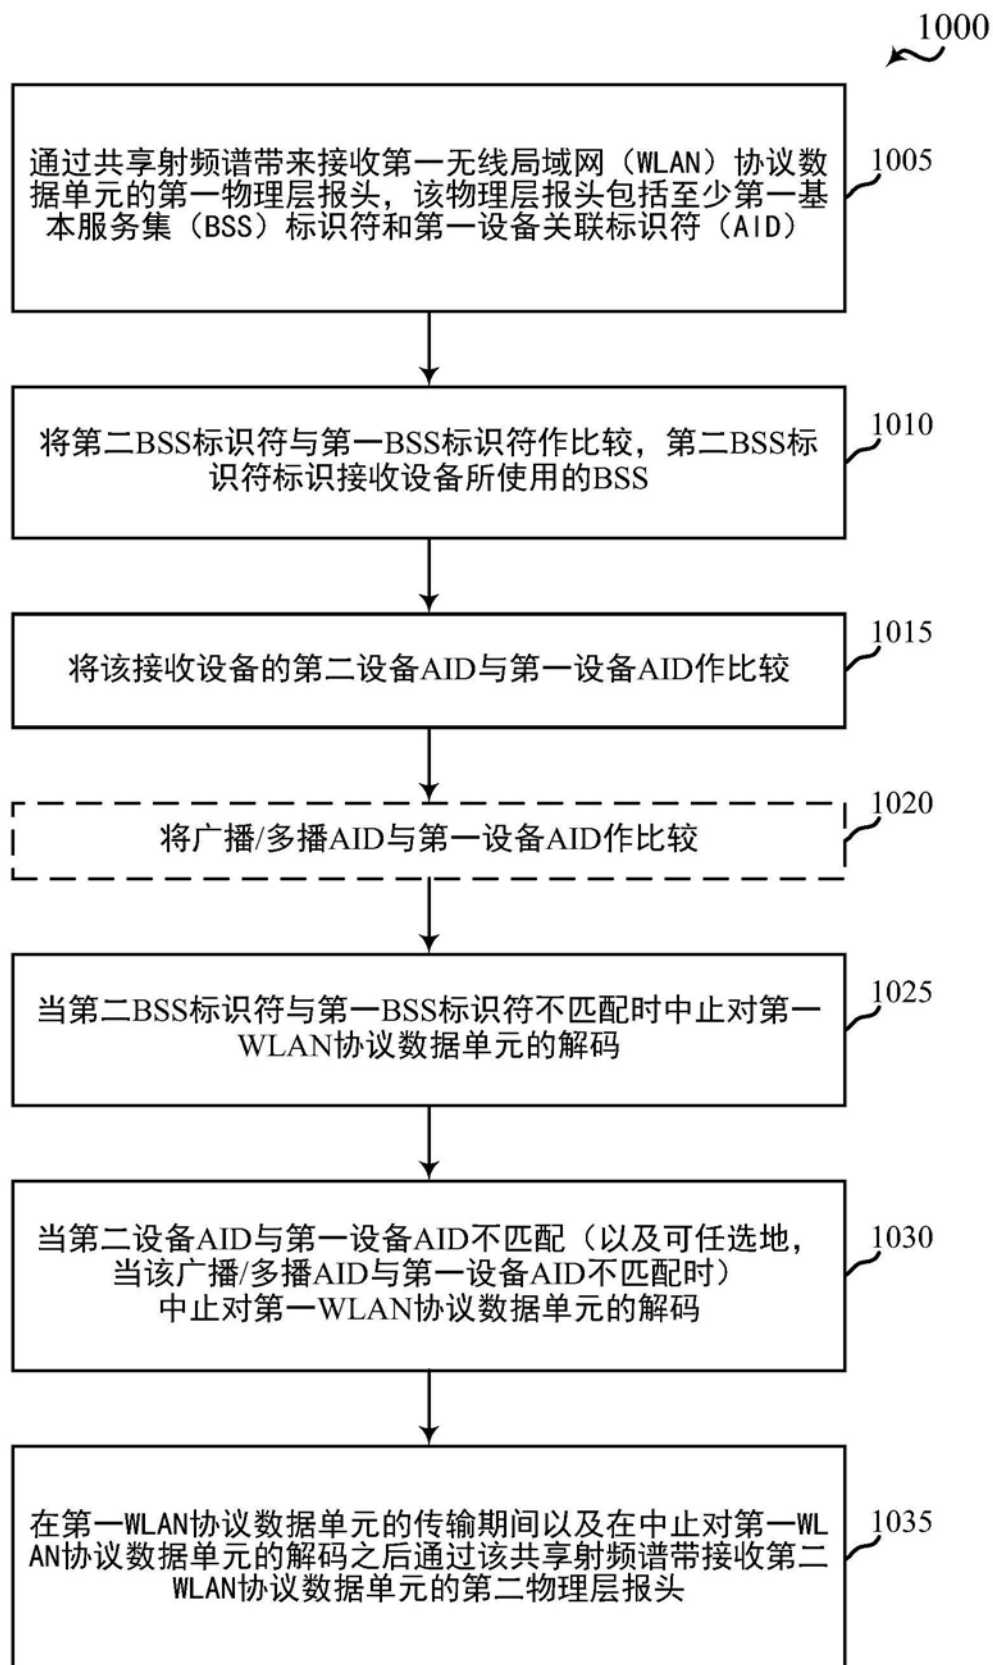 1000
通过共享射频谱带来接收第一无线局域网（WLAN）协议数
据单元的第一物理层报头，该物理层报头包括至少第一基
本服务集（BSS）标识符和第一设备关联标识符（AID）
1005
将第二BSS标识符与第一BSS标识符作比较，第二BSS标
识符标识接收设备所使用的BSS
1010
将该接收设备的第二设备AID与第一设备AID作比较
1015
将广播/多播AID与第一设备AID作比较
1020
当第二BSS标识符与第一BSS标识符不匹配时中止对第一
WLAN协议数据单元的解码
1025
当第二设备AID与第一设备AID不匹配（以及可任选地，
当该广播/多播AID与第一设备AID不匹配时）
中止对第一WLAN协议数据单元的解码
1030
在第一WLAN协议数据单元的传输期间以及在中止对第一WL
AN协议数据单元的解码之后通过该共享射频谱带接收第二
WLAN协议数据单元的第二物理层报头
1035